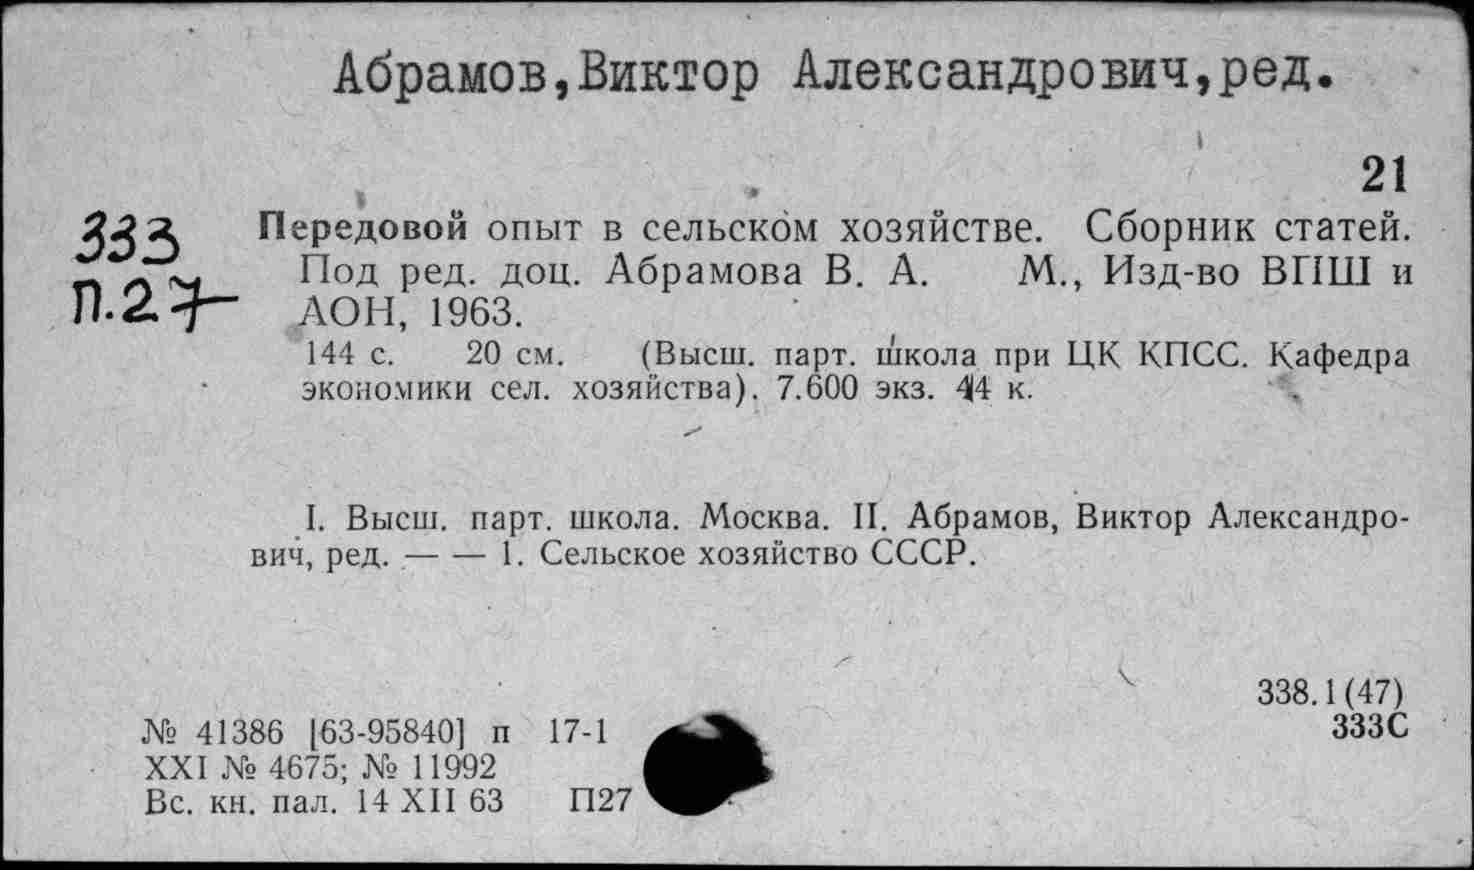 Абрамов,Виктор Александрович,ред.
21
333 Передовой опыт в сельском хозяйстве. Сборник статей.
П.27 Под ред. доц. Абрамова В. А. М., Изд-во ВПШ и
АОН, 1963.
144 с. 20 см. (Высш. парт. школа при ЦК КПСС. Кафедра
экономики сел. хозяйства). 7.600 экз. 44 к.
I. Высш. парт. школа. Москва. II. Абрамов, Виктор Александро-
вич, ред. — — 1. Сельское хозяйство СССР.
338.1(47)
№ 41386 [63-95840] п 17-1 333С
XXI № 4675; № 11992
Вс. кн. пал. 14 XII 63 П27